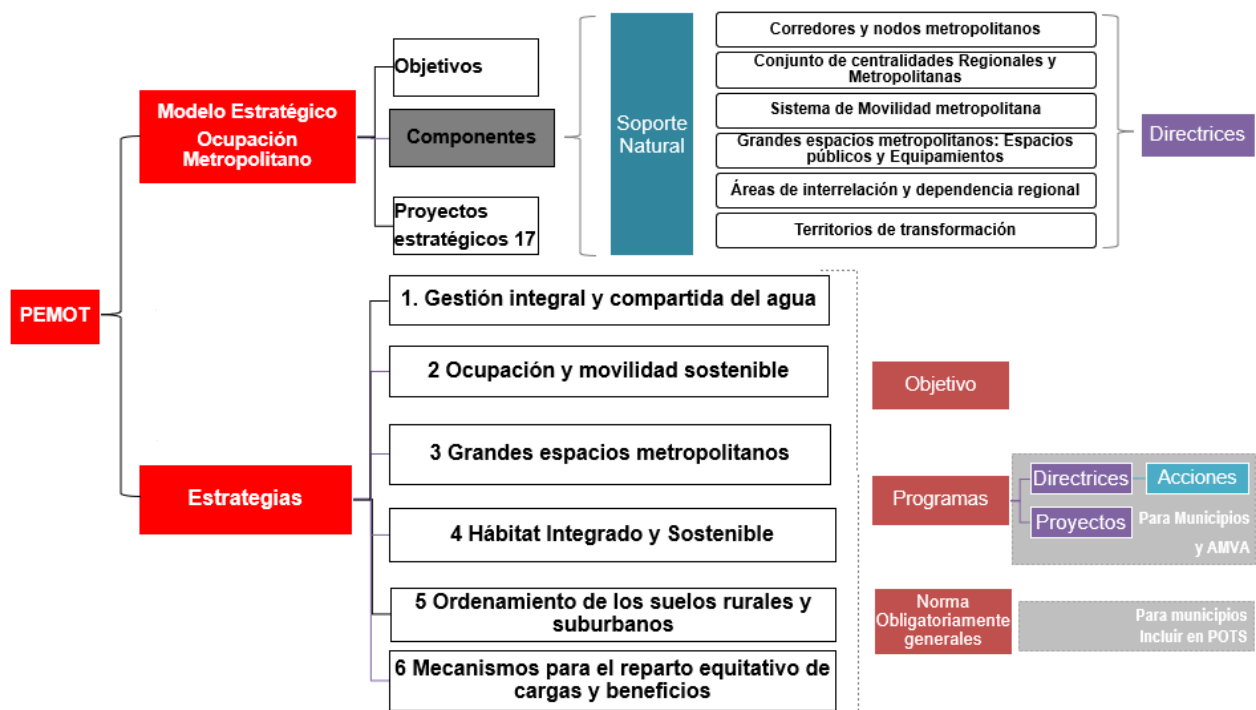 PEMOT
Modelo Estratégico
Ocupación
Metropolitano
Objetivos
Componentes
Proyectos
estratégicos 17
Soporte
Natural
Corredores y nodos metropolitanos
Conjunto de centralidades Regionales y
Metropolitanas
Sistema de Movilidad metropolitana
Grandes espacios metropolitanos: Espacios
públicos y Equipamientos
Áreas de interrelación y dependencia regional
Territorios de transformación
Directrices
Estrategias
1. Gestión integral y compartida del agua
2 Ocupación y movilidad sostenible
3 Grandes espacios metropolitanos
4 Hábitat Integrado y Sostenible
5 Ordenamiento de los suelos rurales y
suburbanos
6 Mecanismos para el reparto equitativo de
cargas y beneficios
Objetivo
Programas
Directrices
Acciones
Proyectos
Para Municipios
y AMVA
Norma
Obligatoriamente
generales
Para municipios
Incluir en POTS